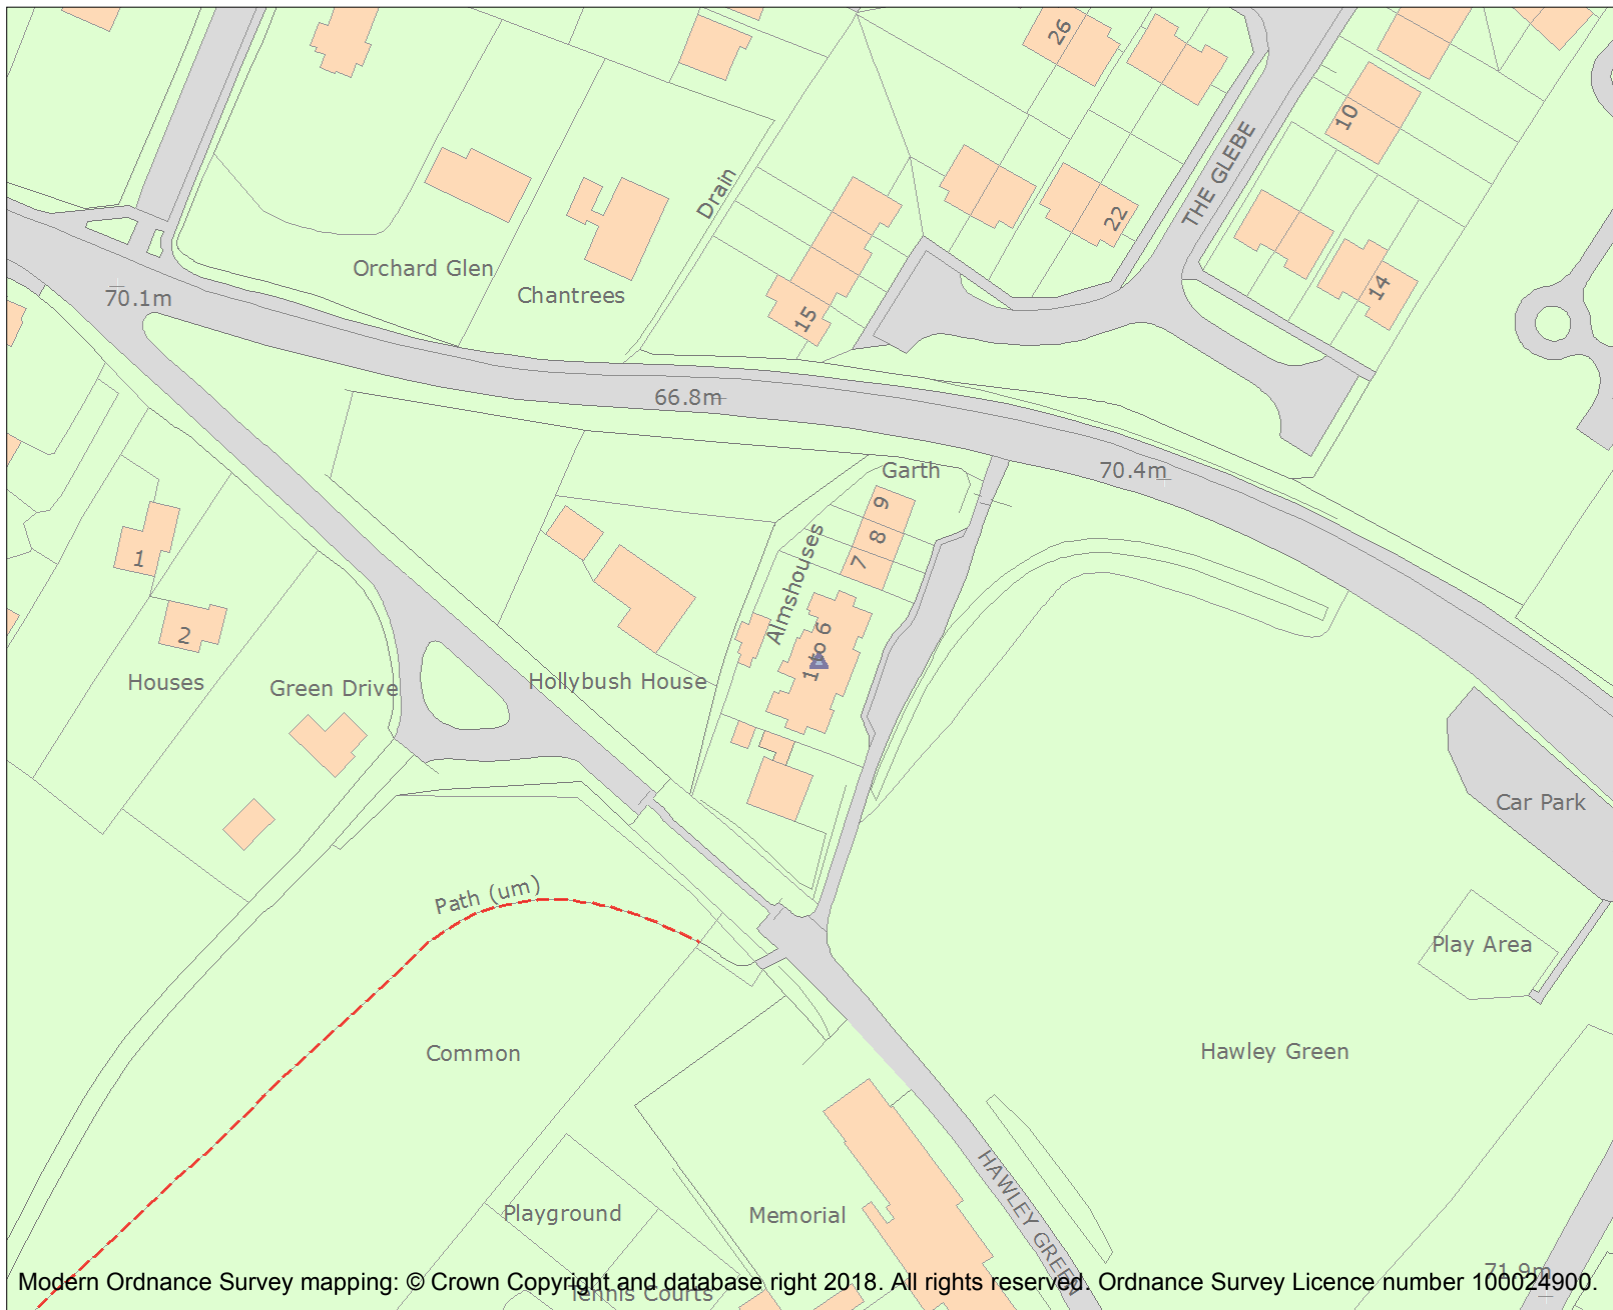 26
10
THE GLEBE
Drain
22
Orchard Glen
14
70.1m
Chantrees
15
66.8m
Garth
70.4m
9
8
7
Almshouses
1
1 to 6
2
Houses
Green Drive
Hollybush House
Car Park
Path (um)
Play Area
Common
Hawley Green
HAWLEY GREEN
Playground
Memorial
71.9m
Modern Ordnance Survey mapping: © Crown Copyright and database right 2018. All rights reserved. Ordnance Survey Licence number 100024900.
Tennis Courts